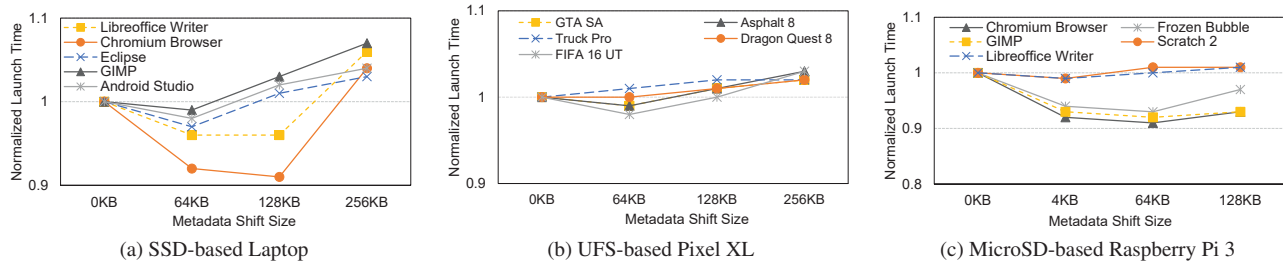 Normalized Launch Time
1.1
1
0.9
Libreoffice Writer
Chromium Browser
Eclipse
GIMP
Android Studio
0KB 64KB 128KB 256KB
Metadata Shift Size
(a) SSD-based Laptop
Normalized Launch Time
1.1
1
0.9
GTA SA Asphalt 8
Truck Pro Dragon Quest 8
FIFA 16 UT
0KB 64KB 128KB 256KB
Metadata Shift Size
(b) UFS-based Pixel XL
Normalized Launch Time
1.1
1
0.9
0.8
Chromium Browser Frozen Bubble
GIMP Scratch 2
Libreoffice Writer
0KB 4KB 64KB 128KB
Metadata Shift Size
(c) MicroSD-based Raspberry Pi 3